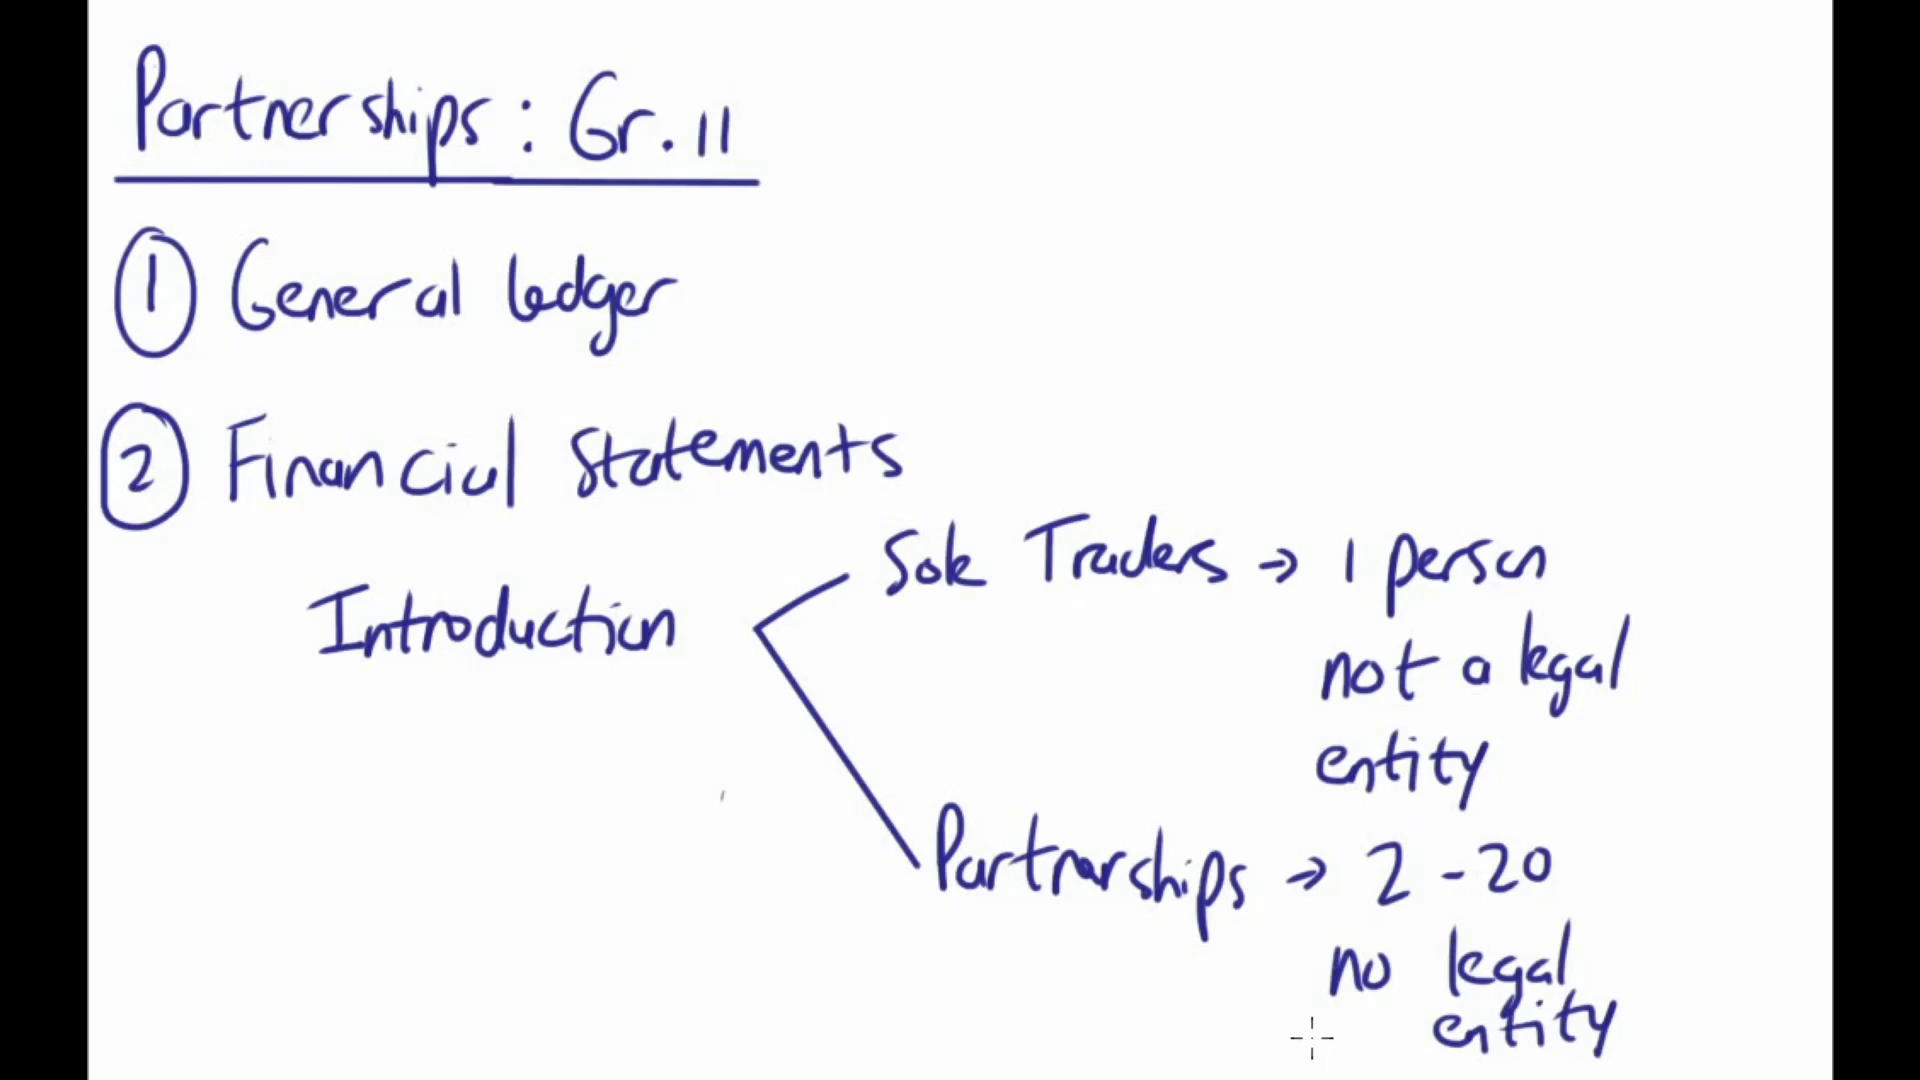 Partnerships : Gr. 11
1 General Ledger
2 Financial Statements
Introduction
Sole Traders → 1 person
not a legal
entity
Partnerships → 2 - 20
no legal
entity